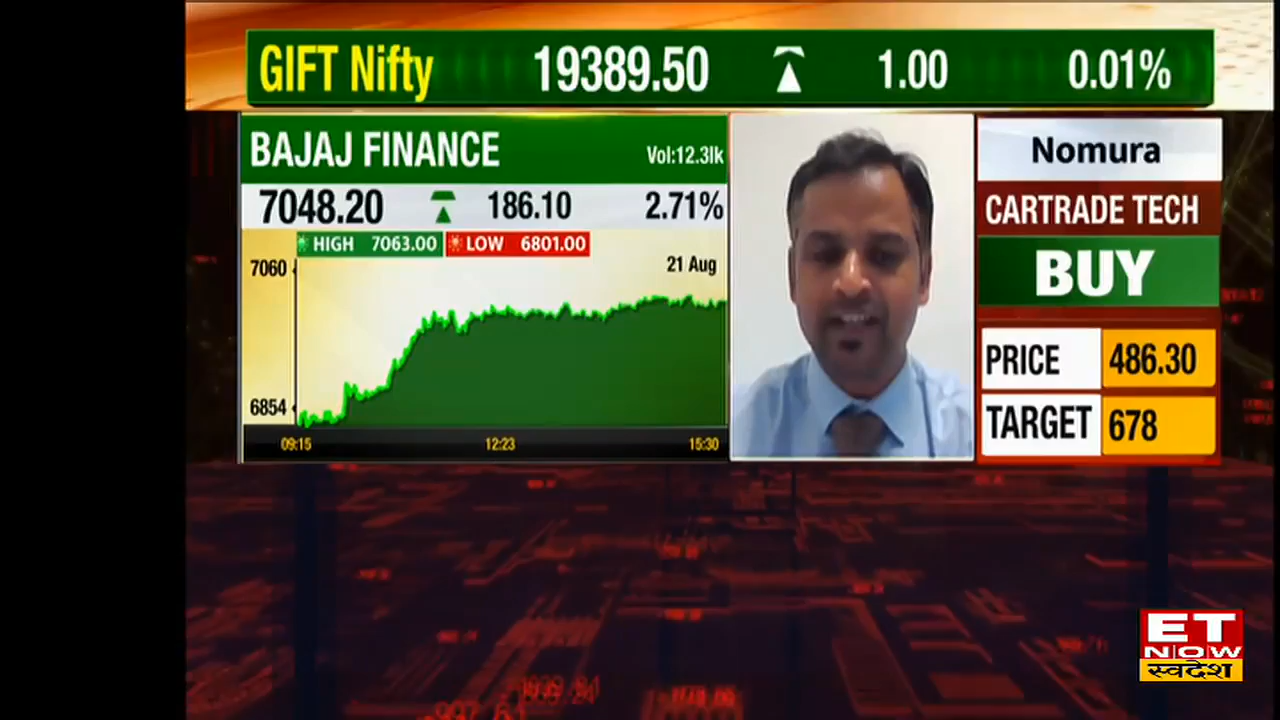 GIFT Nifty 19389.50 1.00 0.01%
BAJAJ FINANCE Vol:12.3lk
7048.20 186.10 2.71%
HIGH 7063.00 LOW 6801.00
7060 21 Aug
6854
09:15 12:23 15:30
Nomura
CARTRADE TECH
BUY
PRICE 486.30
TARGET 678
ET
NOW
स्वदेश